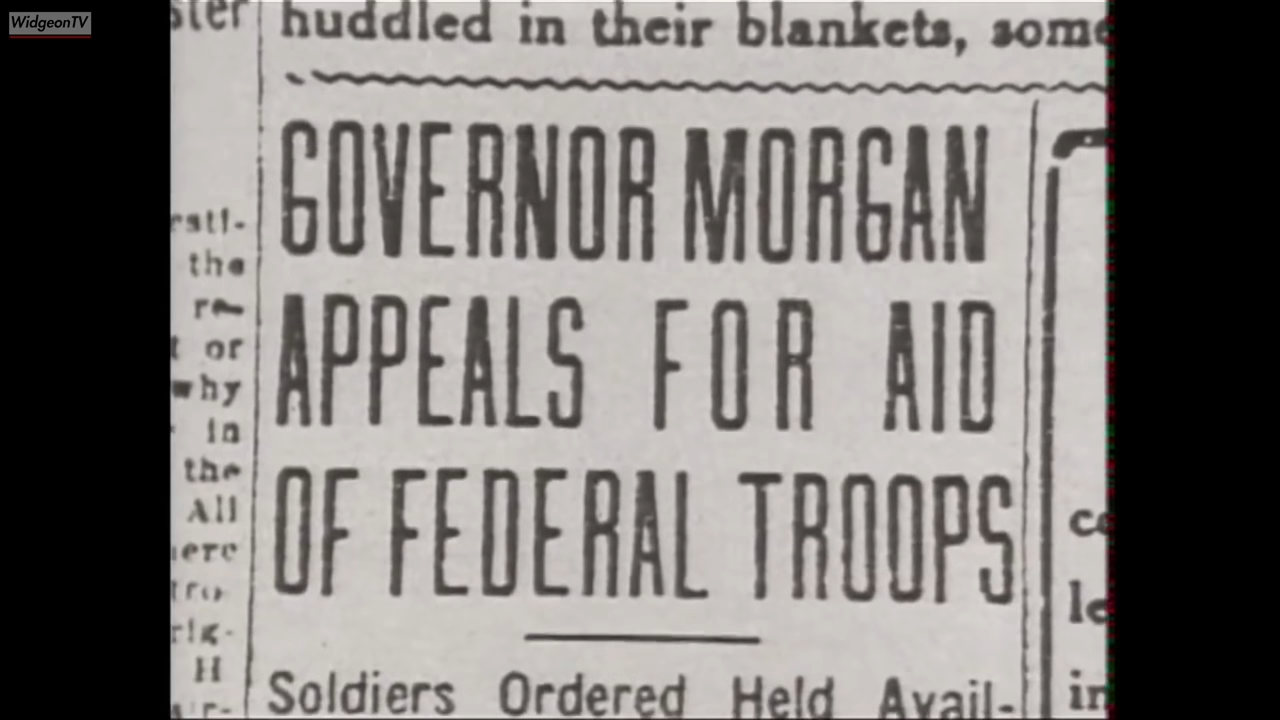 WidgeonTV
huddled in their blankets, some
GOVERNOR MORGAN
APPEALS FOR AID
OF FEDERAL TROOPS
Soldiers Ordered Held Avail-
the
or
why
in
the
All
H